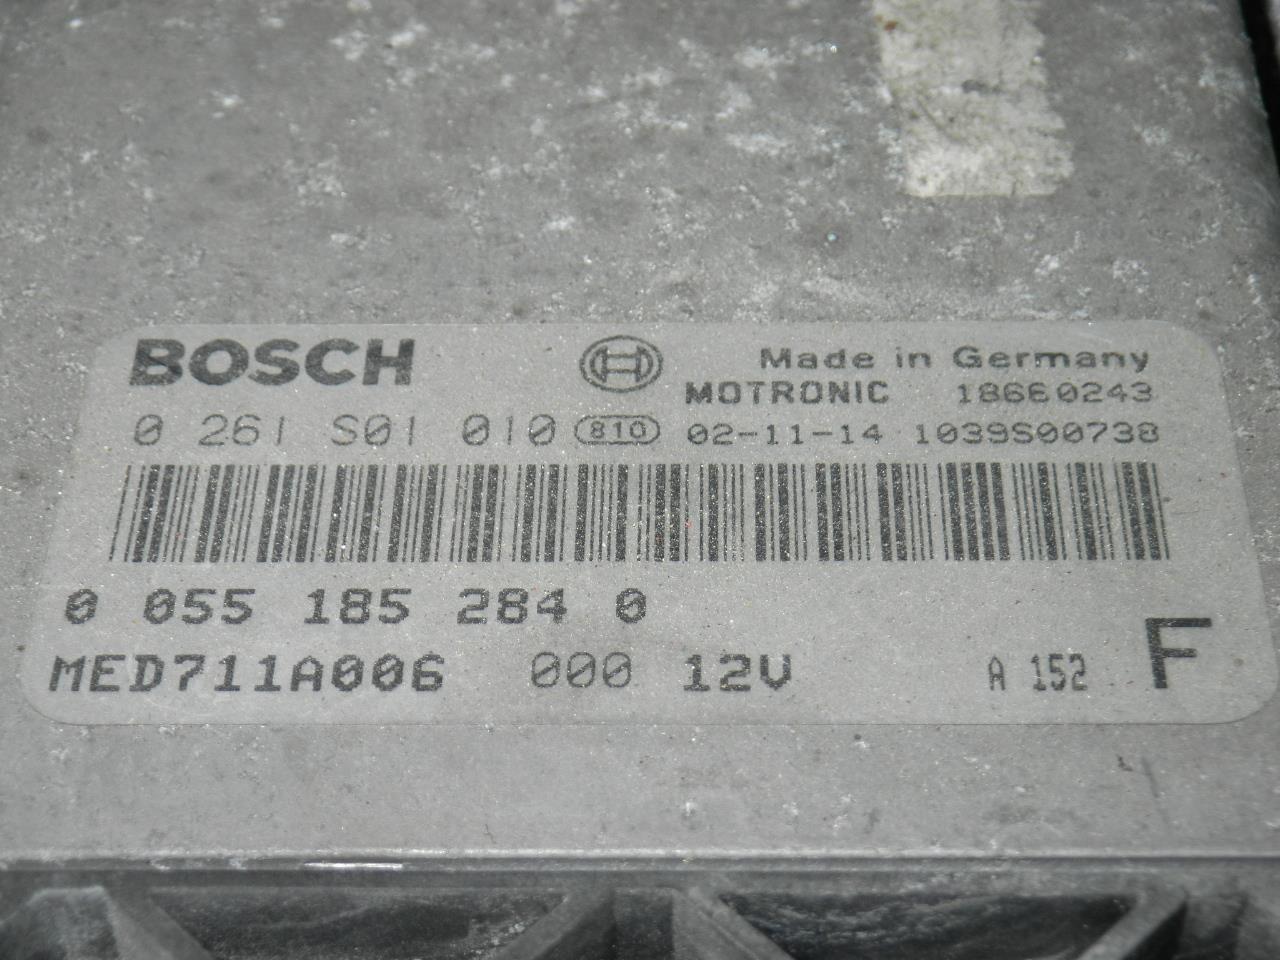 BOSCH Made in Germany
MOTRONIC 18660243
0 261 S01 010 810 02-11-14 1039S00738
0 055 185 284 0
MED711A006 000 12V A 152 F